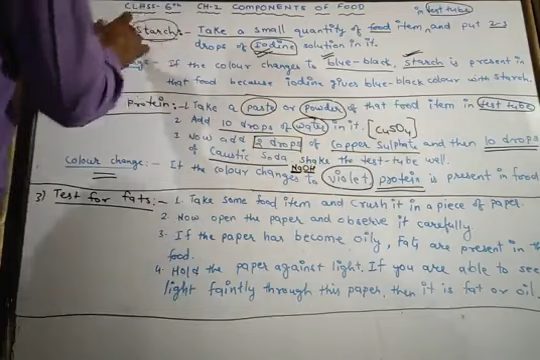 CLASS-6th CH-2 COMPONENTS OF FOOD
in test tube
Starch:- Take a small quantity of food item, and put 2-3
drops of Iodine solution in it.
If the colour changes to blue-black, starch is present in
that food because iodine gives blue-black colour with starch.
Protein:- 1. Take a paste or powder of that food item in test tube
2. Add 10 drops of water in it. [CuSO4]
3. Now add 2 drops of Copper Sulphate and then 10 drops
of Caustic Soda, shake the test-tube well.
NaOH
Colour change:- If the colour changes to violet, protein is present in food
3) Test for fats:- 1. Take some food item and crush it in a piece of paper.
2. Now open the paper and observe it carefully
3. If the paper has become oily, Fats are present in the
food.
4. Hold the paper against light. If you are able to see
light faintly through this paper, then it is fat or oil.